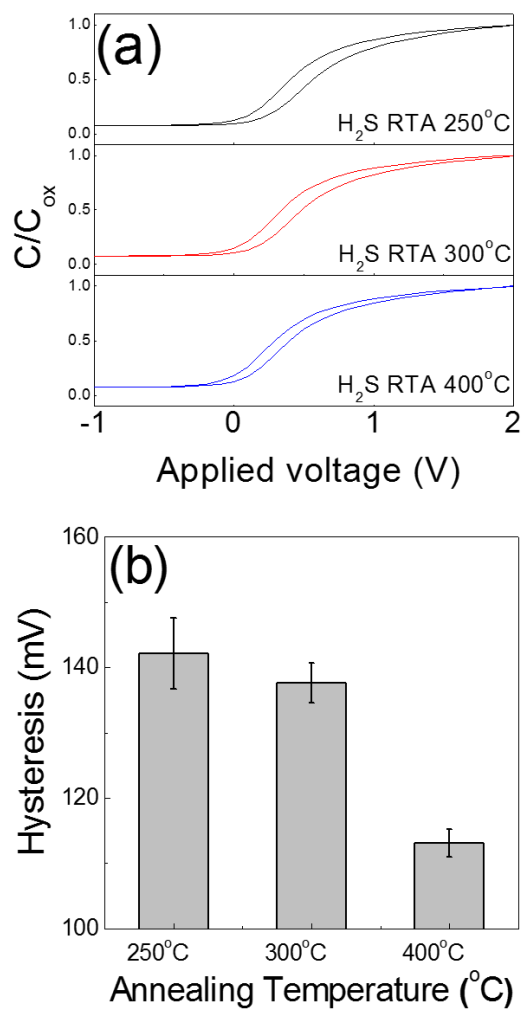 (a)
1.0
0.5
0.0
H₂S RTA 250°C
1.0
0.5
0.0
H₂S RTA 300°C
1.0
0.5
0.0
H₂S RTA 400°C
C/Cₒₓ
-1 0 1 2
Applied voltage (V)
(b)
160
140
120
100
Hysteresis (mV)
250°C 300°C 400°C
Annealing Temperature (°C)